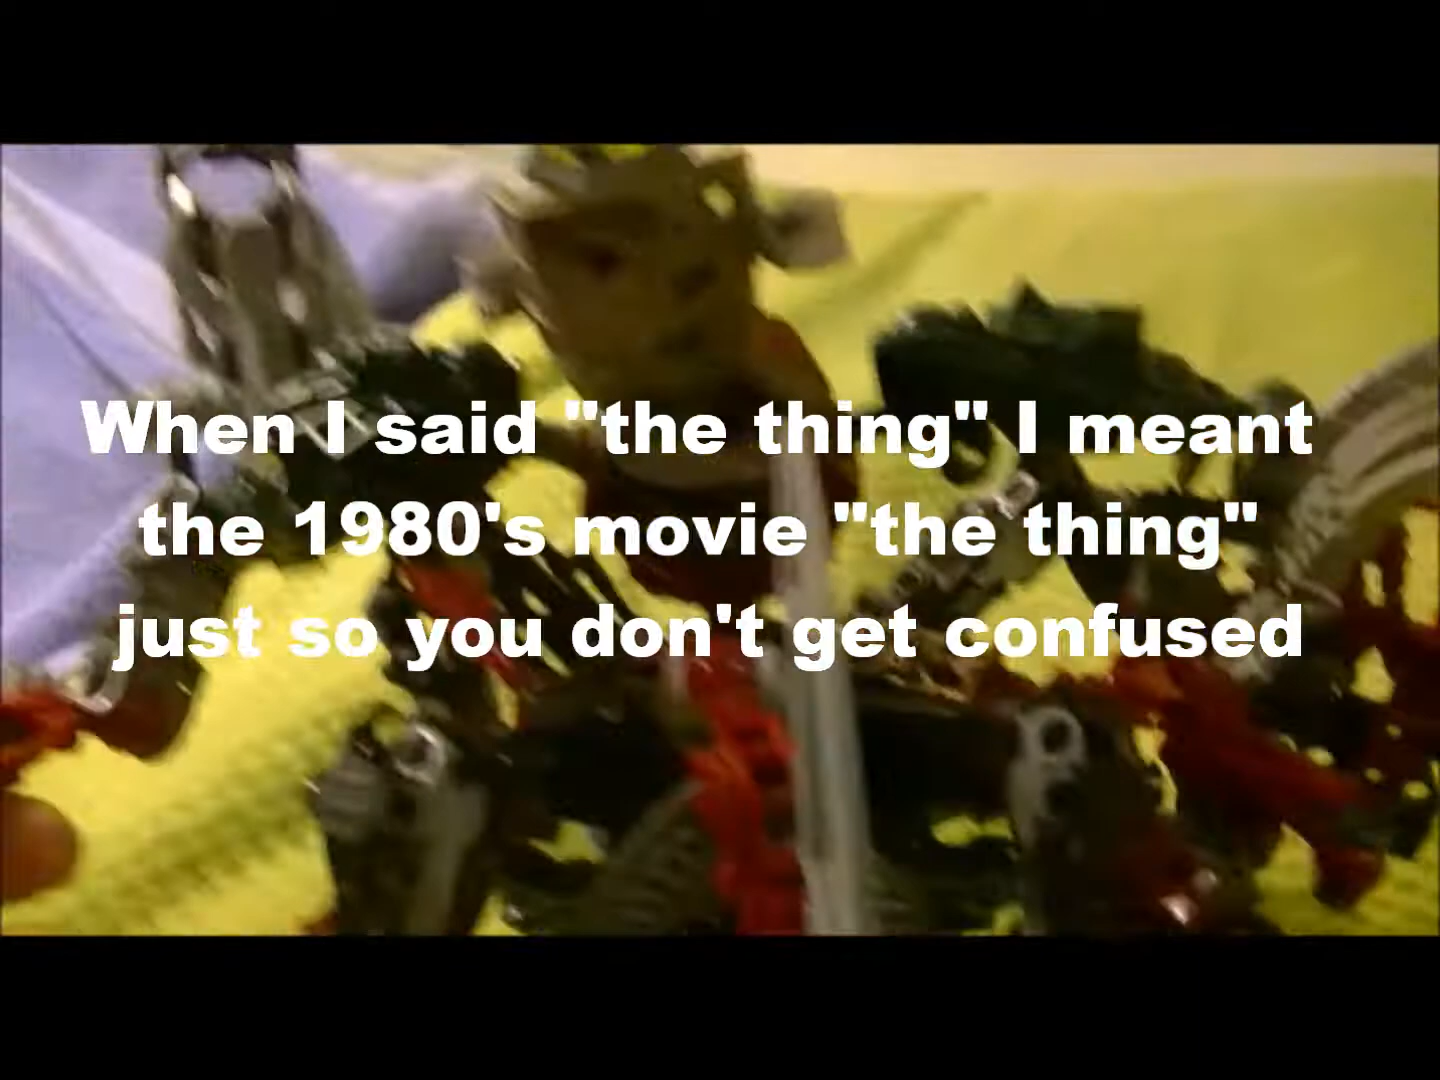 When I said "the thing" I meant
the 1980's movie "the thing"
just so you don't get confused